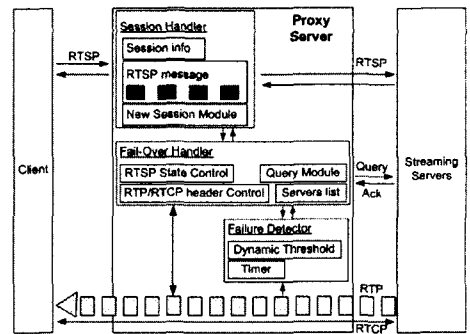 Proxy
Server
Session Handler
Session info
RTSP message
New Session Module
RTSP
RTSP
Client
Fail-Over Handler
RTSP State Control
Query Module
RTP/RTCP header Control
Servers list
Query
Ack
Streaming
Servers
Failure Detector
Dynamic Threshold
Timer
RTP
RTCP